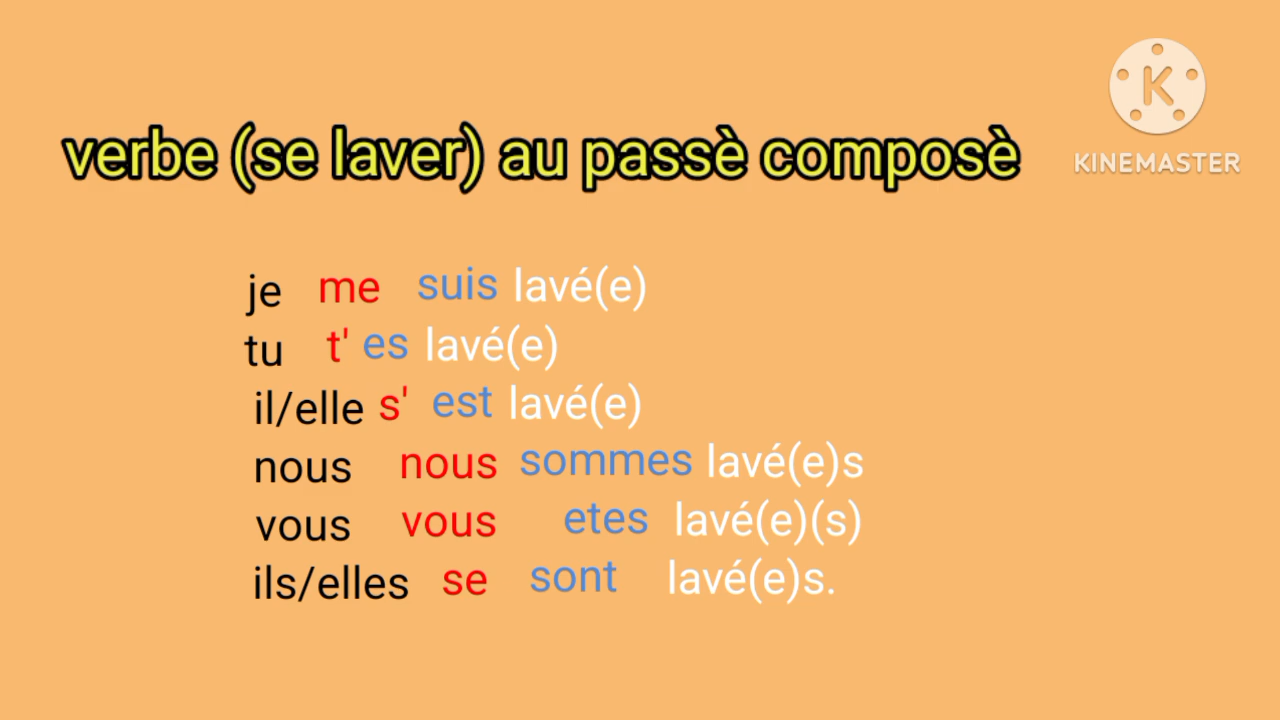 K
KINEMASTER
verbe (se laver) au passè composè
je me suis lavé(e)
tu t' es lavé(e)
il/elle s' est lavé(e)
nous nous sommes lavé(e)s
vous vous etes lavé(e)(s)
ils/elles se sont lavé(e)s.